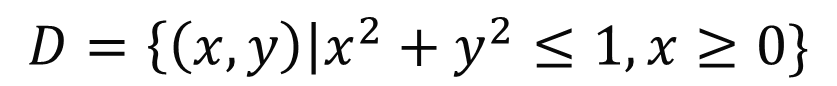 D = {(x, y)|x² + y² ≤ 1, x ≥ 0}